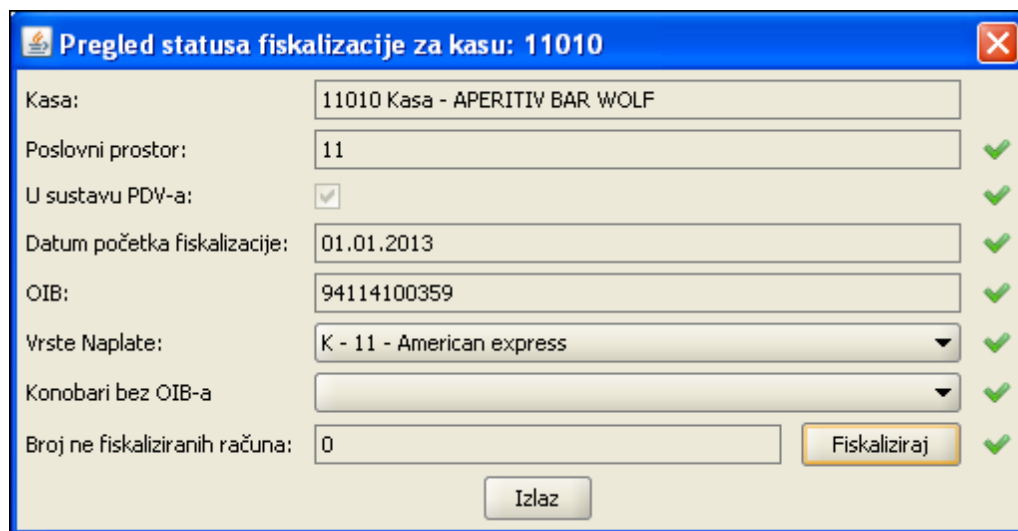 Pregled statusa fiskalizacije za kasu: 11010
Kasa: 11010 Kasa - APERITIV BAR WOLF
Poslovni prostor: 11
U sustavu PDV-a:
Datum početka fiskalizacije: 01.01.2013
OIB: 94114100359
Vrste Naplate: K - 11 - American express
Konobari bez OIB-a
Broj ne fiskaliziranih računa: 0 Fiskaliziraj
Izlaz